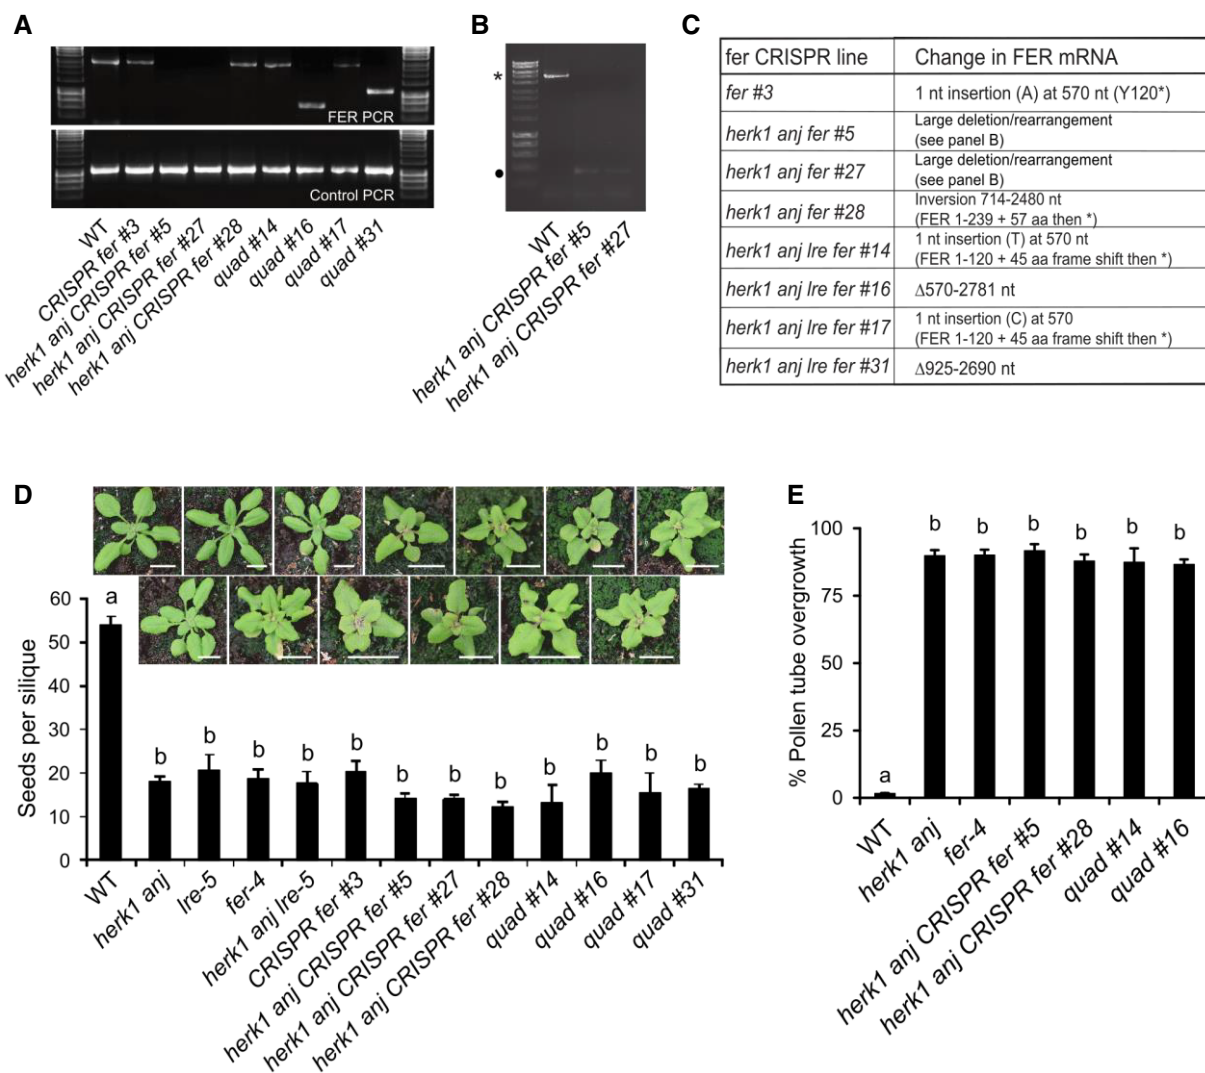 A
FER PCR
Control PCR
WT
CRISPR fer #3
herk1 anj CRISPR fer #5
herk1 anj CRISPR fer #27
herk1 anj CRISPR fer #28
quad #14
quad #16
quad #17
quad #31
B
*
•
WT
herk1 anj CRISPR fer #5
herk1 anj CRISPR fer #27
C
fer CRISPR line
Change in FER mRNA
fer #3
1 nt insertion (A) at 570 nt (Y120*)
herk1 anj fer #5
Large deletion/rearrangement
(see panel B)
herk1 anj fer #27
Large deletion/rearrangement
(see panel B)
herk1 anj fer #28
Inversion 714-2480 nt
(FER 1-239 + 57 aa then *)
herk1 anj lre fer #14
1 nt insertion (T) at 570 nt
(FER 1-120 + 45 aa frame shift then *)
herk1 anj lre fer #16
Δ570-2781 nt
herk1 anj lre fer #17
1 nt insertion (C) at 570
(FER 1-120 + 45 aa frame shift then *)
herk1 anj lre fer #31
Δ925-2690 nt
D
Seeds per silique
60
50
40
30
20
10
0
a
b
b
b
b
b
b
b
b
b
b
b
b
WT
herk1 anj
lre-5
fer-4
herk1 anj lre-5
CRISPR fer #3
herk1 anj CRISPR fer #5
herk1 anj CRISPR fer #27
herk1 anj CRISPR fer #28
quad #14
quad #16
quad #17
quad #31
E
% Pollen tube overgrowth
100
75
50
25
0
a
b
b
b
b
b
b
WT
herk1 anj
fer-4
herk1 anj CRISPR fer #5
herk1 anj CRISPR fer #28
quad #14
quad #16